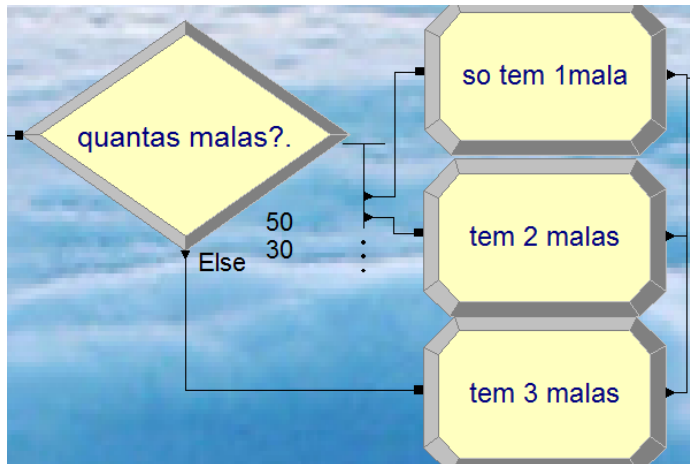 quantas malas?.
50
30
Else
so tem 1mala
tem 2 malas
tem 3 malas